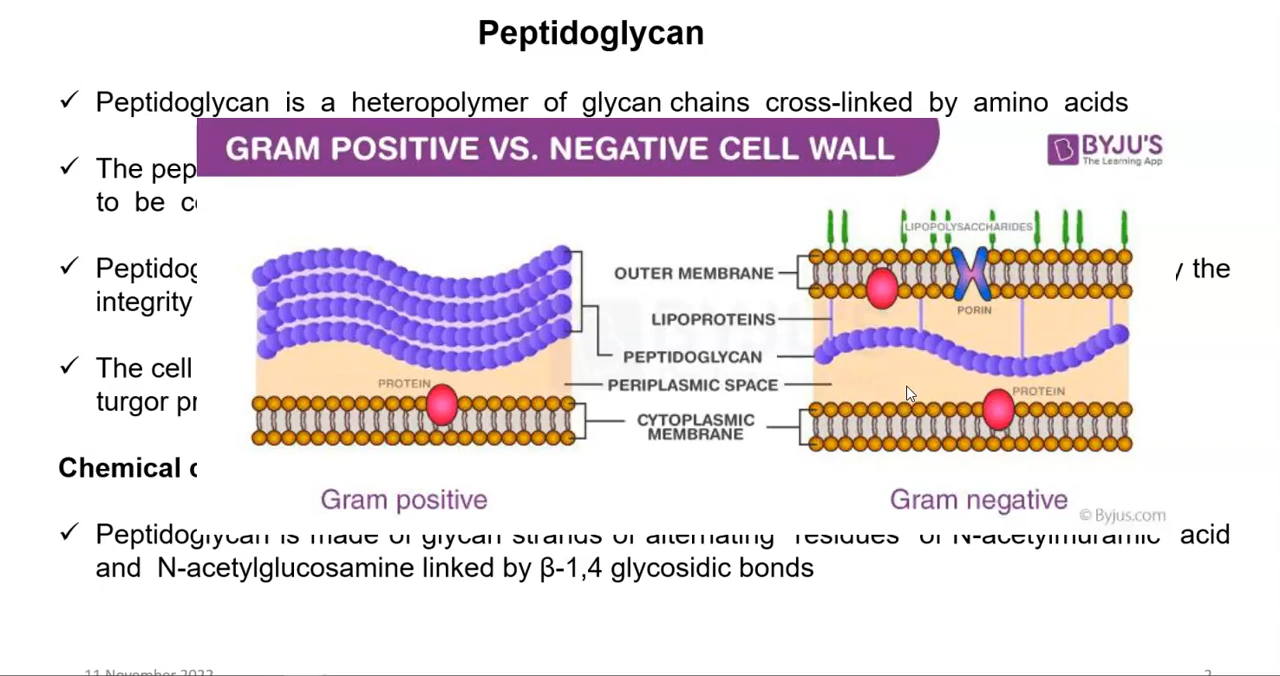 Peptidoglycan
✓ Peptidoglycan is a heteropolymer of glycan chains cross-linked by amino acids
GRAM POSITIVE VS. NEGATIVE CELL WALL
BYJU'S
The Learning App
✓ The pep
to be
LIPOPOLYSACCHARIDES
✓ Peptidog
the
integrity
OUTER MEMBRANE
PORIN
LIPOPROTEINS
PEPTIDOGLYCAN
✓ The cell
turgor pr
PROTEIN
PERIPLASMIC SPACE
PROTEIN
CYTOPLASMIC
MEMBRANE
Chemical
Gram positive
Gram negative
© Byjus.com
✓ Peptidoglycan is made of glycan strands of alternating residues of N-acetylmuramic acid
and N-acetylglucosamine linked by β-1,4 glycosidic bonds
11 November 2022
2